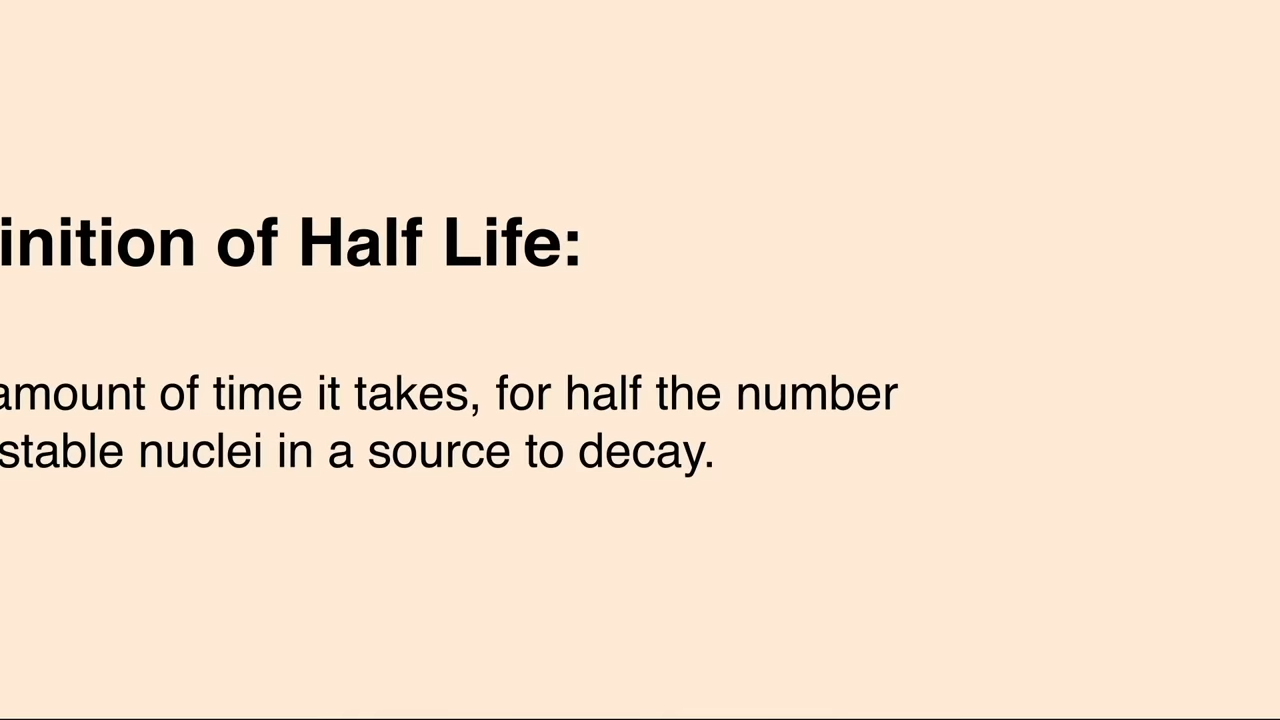 inition of Half Life:
amount of time it takes, for half the number
stable nuclei in a source to decay.